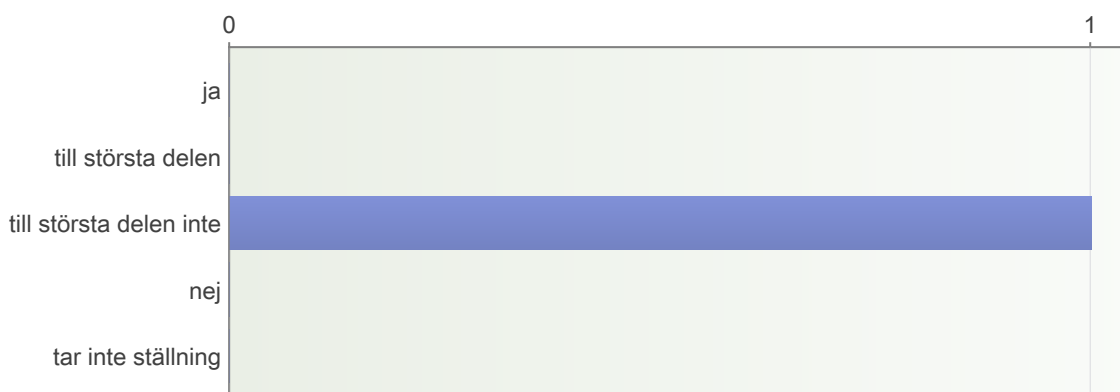 0 1
ja
till största delen
till största delen inte
nej
tar inte ställning